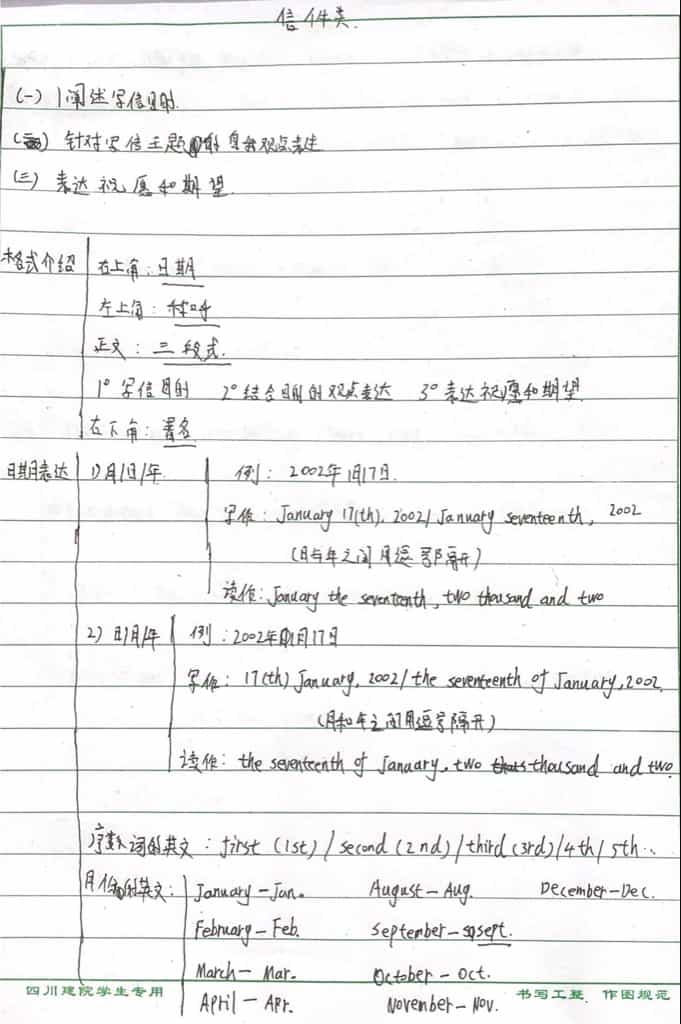 信件类.
(一) 阐述写信目的.
(二) 针对写信主题的自我观点表述
(三) 表达祝愿和期望.
格式介绍
右上角:日期
左上角:称呼
正文:三段式.
1° 写信目的 2° 结合目的的观点表达 3° 表达祝愿和期望.
右下角:署名
日期表达 1) 月/日/年 例: 2002年1月17日.
写作: January 17(th), 2002/January seventeenth, 2002
(日与年之间用逗号隔开)
读作: January the seventeenth, two thousand and two
2) 日/月/年 例:2002年1月17日
写作: 17(th) January, 2002/the seventeenth of January, 2002.
(月和年之间用逗号隔开)
读作: the seventeenth of January, two thousand and two.
序数词的英文: first (1st) / second (2nd) / third (3rd) / 4th / 5th...
月份的英文: January — Jan. August — Aug. December — Dec.
February — Feb. September — sept.
March — Mar. October — Oct.
April — Apr. November — Nov.
四川建院学生专用 书写工整 作图规范